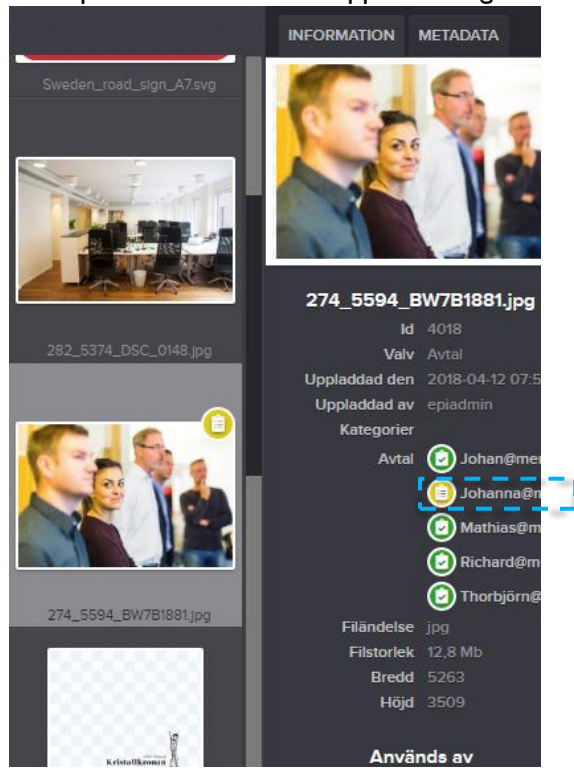 INFORMATION METADATA
Sweden_road_sign_A7.svg
282_5374_DSC_0148.jpg
274_5594_BW7B1881.jpg
Kristallkronan
274_5594_BW7B1881.jpg
Id 4018
Valv Avtal
Uppladdad den 2018-04-12 07:5
Uppladdad av epiadmin
Kategorier
Avtal Johan@me
Johanna@m
Mathias@m
Richard@m
Thorbjörn@
Filändelse jpg
Filstorlek 12,8 Mb
Bredd 5263
Höjd 3509
Används av